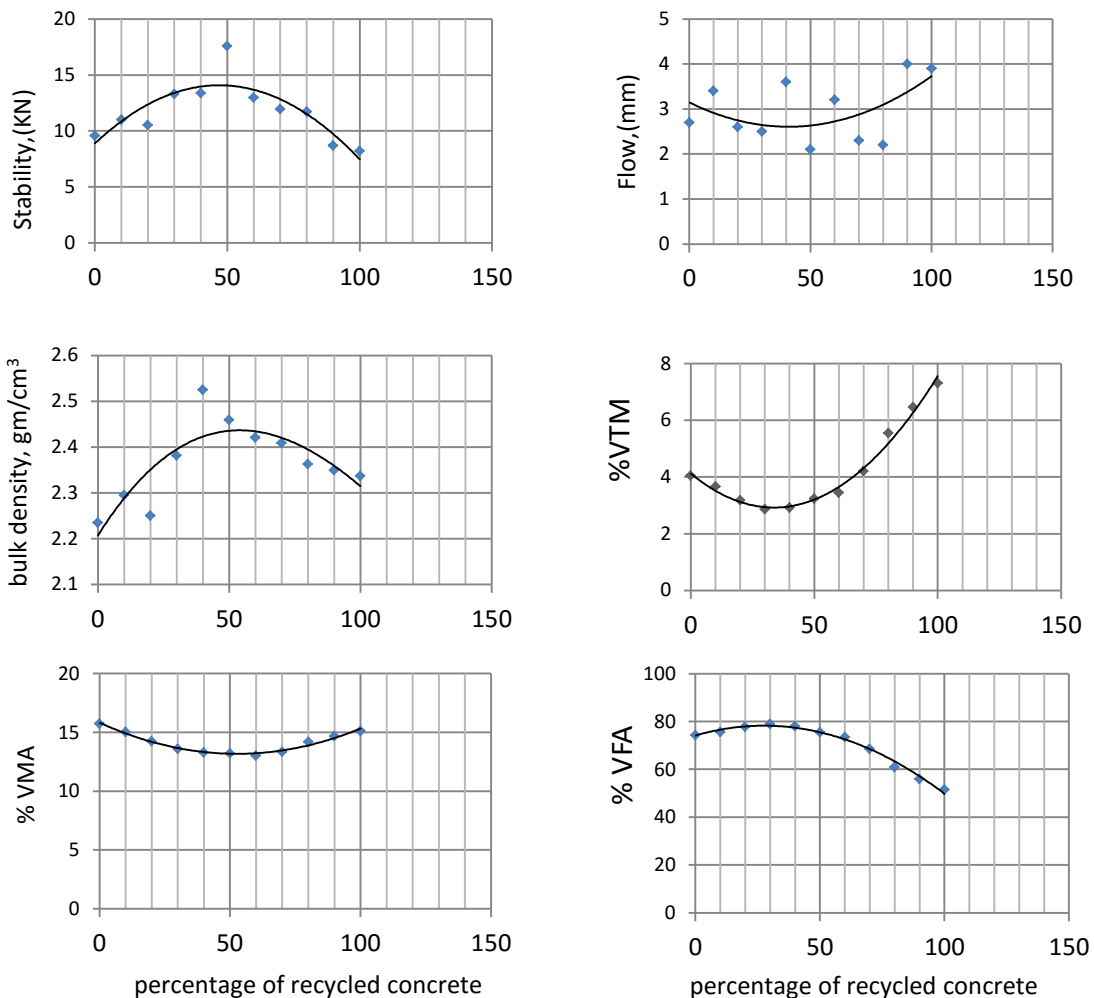 Stability,(KN)
20
15
10
5
0
0 50 100 150
Flow,(mm)
5
4
3
2
1
0
0 50 100 150
bulk density, gm/cm³
2.6
2.5
2.4
2.3
2.2
2.1
0 50 100 150
%VTM
8
6
4
2
0
0 50 100 150
% VMA
20
15
10
5
0
0 50 100 150
percentage of recycled concrete
% VFA
100
80
60
40
20
0
0 50 100 150
percentage of recycled concrete